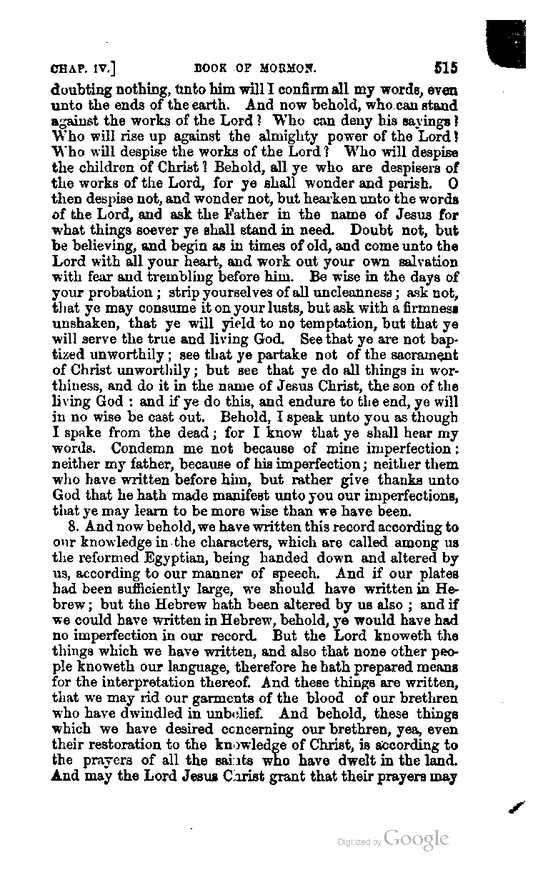 CHAP. IV.] BOOK OF MORMON. 515
doubting nothing, unto him will I confirm all my words, even
unto the ends of the earth. And now behold, who can stand
against the works of the Lord? Who can deny his sayings?
Who will rise up against the almighty power of the Lord?
Who will despise the works of the Lord? Who will despise
the children of Christ? Behold, all ye who are despisers of
the works of the Lord, for ye shall wonder and perish. O
then despise not, and wonder not, but hearken unto the words
of the Lord, and ask the Father in the name of Jesus for
what things soever ye shall stand in need. Doubt not, but
be believing, and begin as in times of old, and come unto the
Lord with all your heart, and work out your own salvation
with fear and trembling before him. Be wise in the days of
your probation; strip yourselves of all uncleanness; ask not,
that ye may consume it on your lusts, but ask with a firmness
unshaken, that ye will yield to no temptation, but that ye
will serve the true and living God. See that ye are not bap-
tized unworthily; see that ye partake not of the sacrament
of Christ unworthily; but see that ye do all things in wor-
thiness, and do it in the name of Jesus Christ, the son of the
living God: and if ye do this, and endure to the end, ye will
in no wise be cast out. Behold, I speak unto you as though
I spake from the dead; for I know that ye shall hear my
words. Condemn me not because of mine imperfection:
neither my father, because of his imperfection; neither them
who have written before him, but rather give thanks unto
God that he hath made manifest unto you our imperfections,
that ye may learn to be more wise than we have been.
8. And now behold, we have written this record according to
our knowledge in the characters, which are called among us
the reformed Egyptian, being handed down and altered by
us, according to our manner of speech. And if our plates
had been sufficiently large, we should have written in He-
brew; but the Hebrew hath been altered by us also; and if
we could have written in Hebrew, behold, ye would have had
no imperfection in our record. But the Lord knoweth the
things which we have written, and also that none other peo-
ple knoweth our language, therefore he hath prepared means
for the interpretation thereof. And these things are written,
that we may rid our garments of the blood of our brethren
who have dwindled in unbelief. And behold, these things
which we have desired concerning our brethren, yea, even
their restoration to the knowledge of Christ, is according to
the prayers of all the saints who have dwelt in the land.
And may the Lord Jesus Christ grant that their prayers may
Digitized by Google